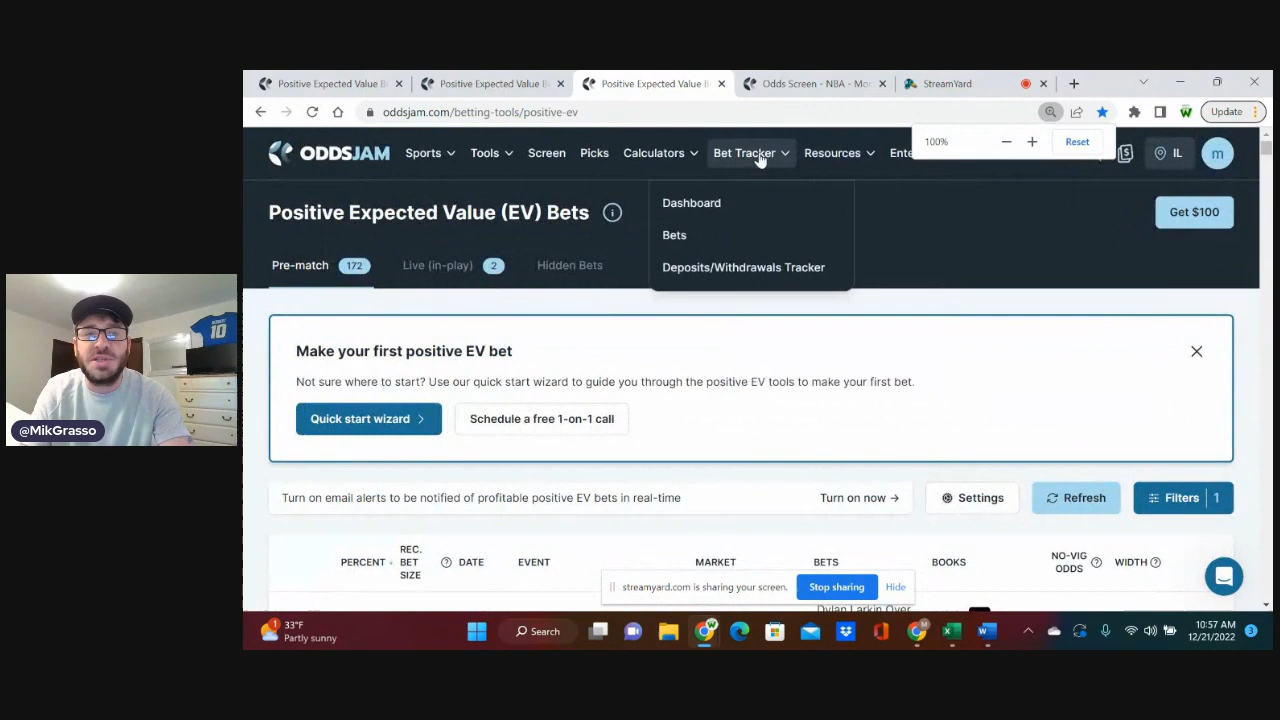 Positive Expected Value B
Positive Expected Value B
Positive Expected Value B
Odds Screen - NBA - Mo
StreamYard
oddsjam.com/betting-tools/positive-ev
Update
100%
Reset
ODDSJAM
Sports
Tools
Screen
Picks
Calculators
Bet Tracker
Resources
Ente
IL
m
Dashboard
Bets
Deposits/Withdrawals Tracker
Positive Expected Value (EV) Bets
Get $100
Pre-match 172
Live (in-play) 2
Hidden Bets
Make your first positive EV bet
Not sure where to start? Use our quick start wizard to guide you through the positive EV tools to make your first bet.
Quick start wizard
Schedule a free 1-on-1 call
10
@MikGrasso
Turn on email alerts to be notified of profitable positive EV bets in real-time
Turn on now →
Settings
Refresh
Filters 1
PERCENT
REC.
BET
SIZE
DATE
EVENT
MARKET
BETS
BOOKS
NO-VIG
ODDS
WIDTH
streamyard.com is sharing your screen.
Stop sharing
Hide
Dylan Larkin Over
1
33°F
Partly sunny
Search
10:57 AM
12/21/2022
3